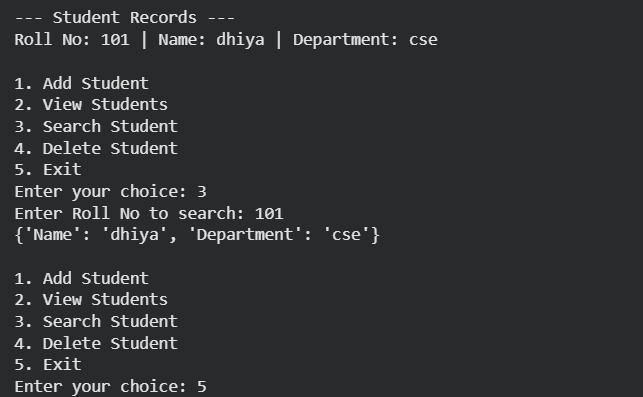 --- Student Records ---
Roll No: 101 | Name: dhiya | Department: cse
1. Add Student
2. View Students
3. Search Student
4. Delete Student
5. Exit
Enter your choice: 3
Enter Roll No to search: 101
{'Name': 'dhiya', 'Department': 'cse'}
1. Add Student
2. View Students
3. Search Student
4. Delete Student
5. Exit
Enter your choice: 5